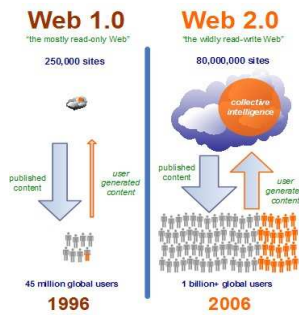 Web 1.0
"the mostly read-only Web"
250,000 sites
published
content
user
generated
content
45 million global users
1996
Web 2.0
"the wildly read-write Web"
80,000,000 sites
collective
intelligence
published
content
user
generated
content
1 billion+ global users
2006